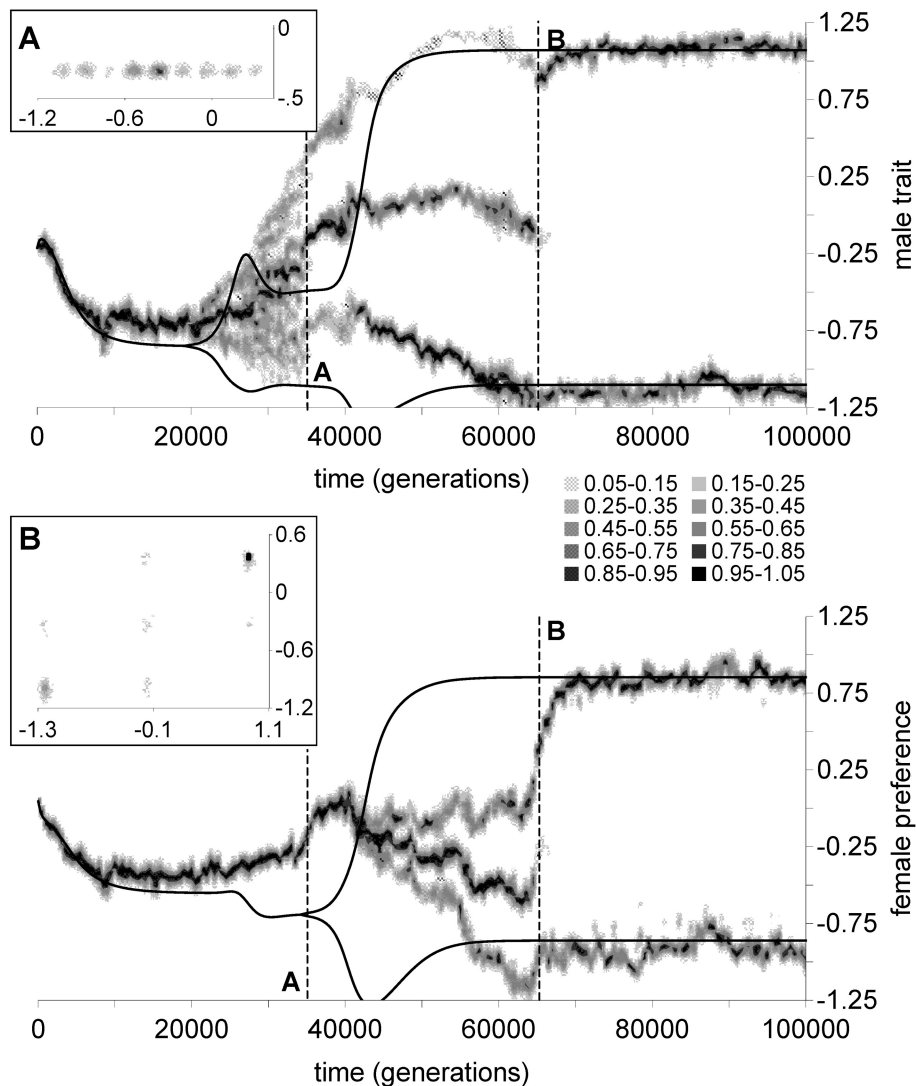 A
0
-.5
-1.2 -0.6 0
B
1.25
0.75
0.25
-0.25
-0.75
-1.25
male trait
A
0 20000 40000 60000 80000 100000
time (generations)
0.05-0.15 0.15-0.25
0.25-0.35 0.35-0.45
0.45-0.55 0.55-0.65
0.65-0.75 0.75-0.85
0.85-0.95 0.95-1.05
B
0.6
0
-0.6
-1.2
-1.3 -0.1 1.1
B
1.25
0.75
0.25
-0.25
-0.75
-1.25
female preference
A
0 20000 40000 60000 80000 100000
time (generations)